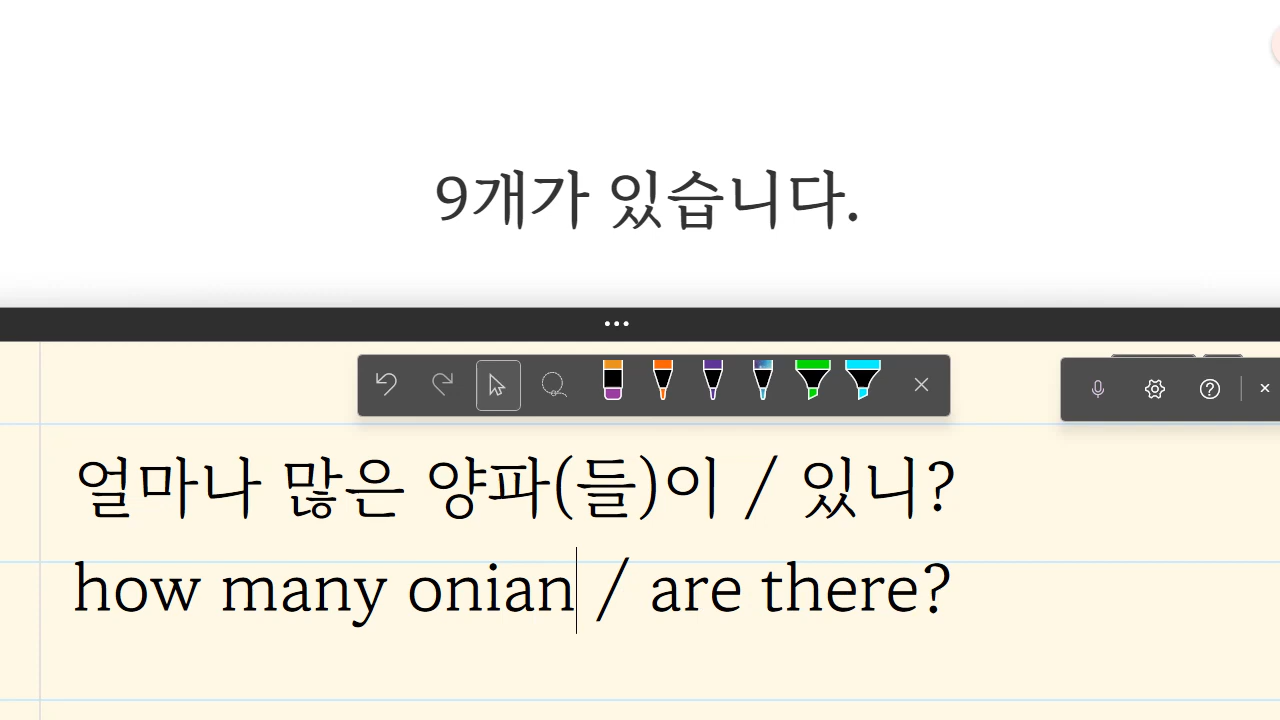 9개가 있습니다.
얼마나 많은 양파(들)이 / 있니?
how many onian / are there?